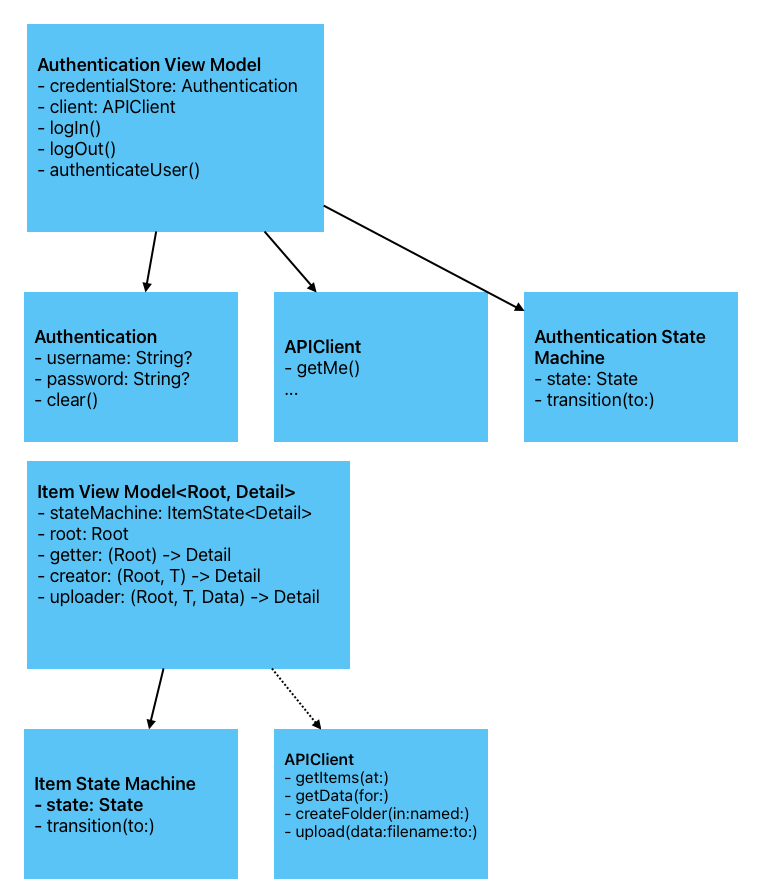 Authentication View Model
- credentialStore: Authentication
- client: APIClient
- logIn()
- logOut()
- authenticateUser()
Authentication
- username: String?
- password: String?
- clear()
APIClient
- getMe()
...
Authentication State
Machine
- state: State
- transition(to:)
Item View Model<Root, Detail>
- stateMachine: ItemState<Detail>
- root: Root
- getter: (Root) -> Detail
- creator: (Root, T) -> Detail
- uploader: (Root, T, Data) -> Detail
Item State Machine
- state: State
- transition(to:)
APIClient
- getItems(at:)
- getData(for:)
- createFolder(in:named:)
- upload(data:filename:to:)